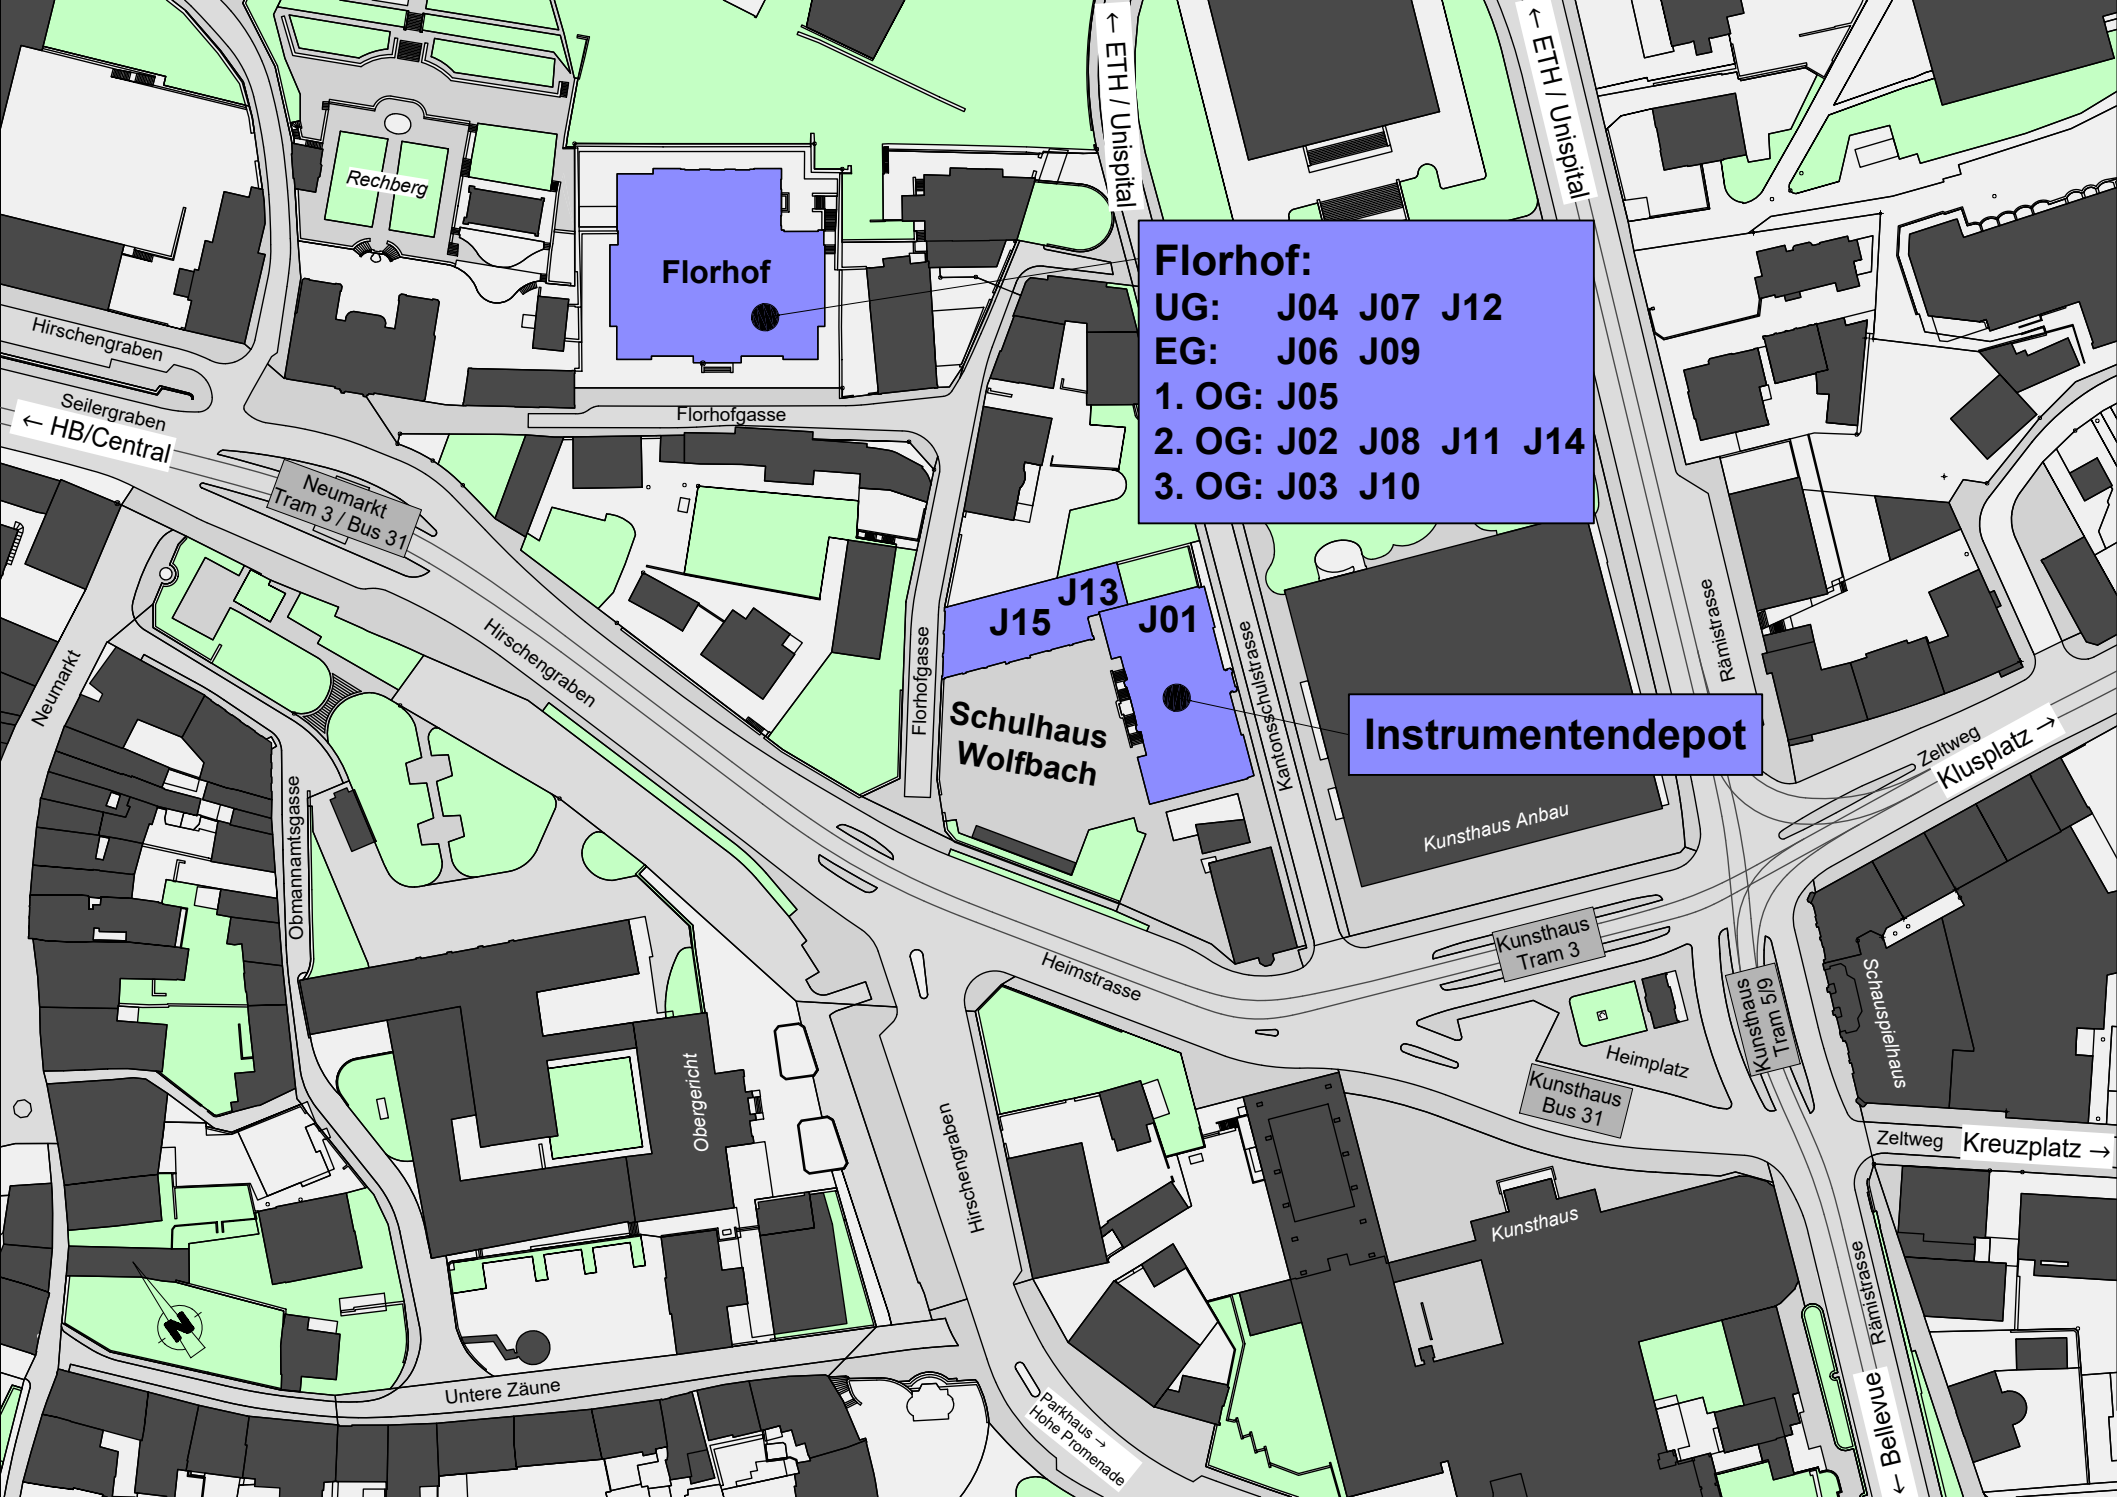 ← ETH / Unispital
← ETH / Unispital
Rechberg
Florhof
Florhof:
UG: J04 J07 J12
EG: J06 J09
1. OG: J05
2. OG: J02 J08 J11 J14
3. OG: J03 J10
Hirschengraben
Seilergraben
← HB/Central
Florhofgasse
Neumarkt
Tram 3 / Bus 31
J13
J15
J01
Hirschengraben
Florhofgasse
Kantonsschulstrasse
Rämistrasse
Neumarkt
Schulhaus
Wolfbach
Instrumentendepot
Zeltweg
Klusplatz →
Obmannamtsgasse
Kunsthaus Anbau
Kunsthaus
Tram 3
Heimstrasse
Kunsthaus
Tram 5/9
Schauspielhaus
Heimplatz
Kunsthaus
Bus 31
Obergericht
Hirschengraben
Zeltweg
Kreuzplatz →
Kunsthaus
Rämistrasse
N
Untere Zäune
Parkhaus →
Hohe Promenade
← Bellevue